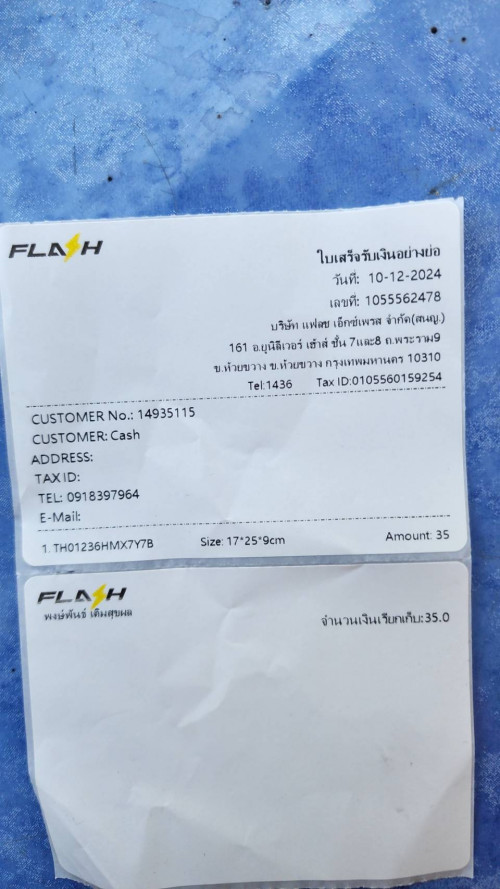 FLASH
ใบเสร็จรับเงินอย่างย่อ
วันที่: 10-12-2024
เลขที่: 1055562478
บริษัท แฟลช เอ็กซ์เพรส จำกัด(สนญ.)
161 อ.ยูนิลีเวอร์ เฮ้าส์ ชั้น 7และ8 ถ.พระราม9
ข.ห้วยขวาง ข.ห้วยขวาง กรุงเทพมหานคร 10310
Tel:1436 Tax ID:0105560159254
CUSTOMER No.: 14935115
CUSTOMER: Cash
ADDRESS:
TAX ID:
TEL: 0918397964
E-Mail:
1. TH01236HMX7Y7B Size: 17*25*9cm Amount: 35
FLASH
พงษ์พันธ์ เติมสุขผล
จำนวนเงินเรียกเก็บ:35.0